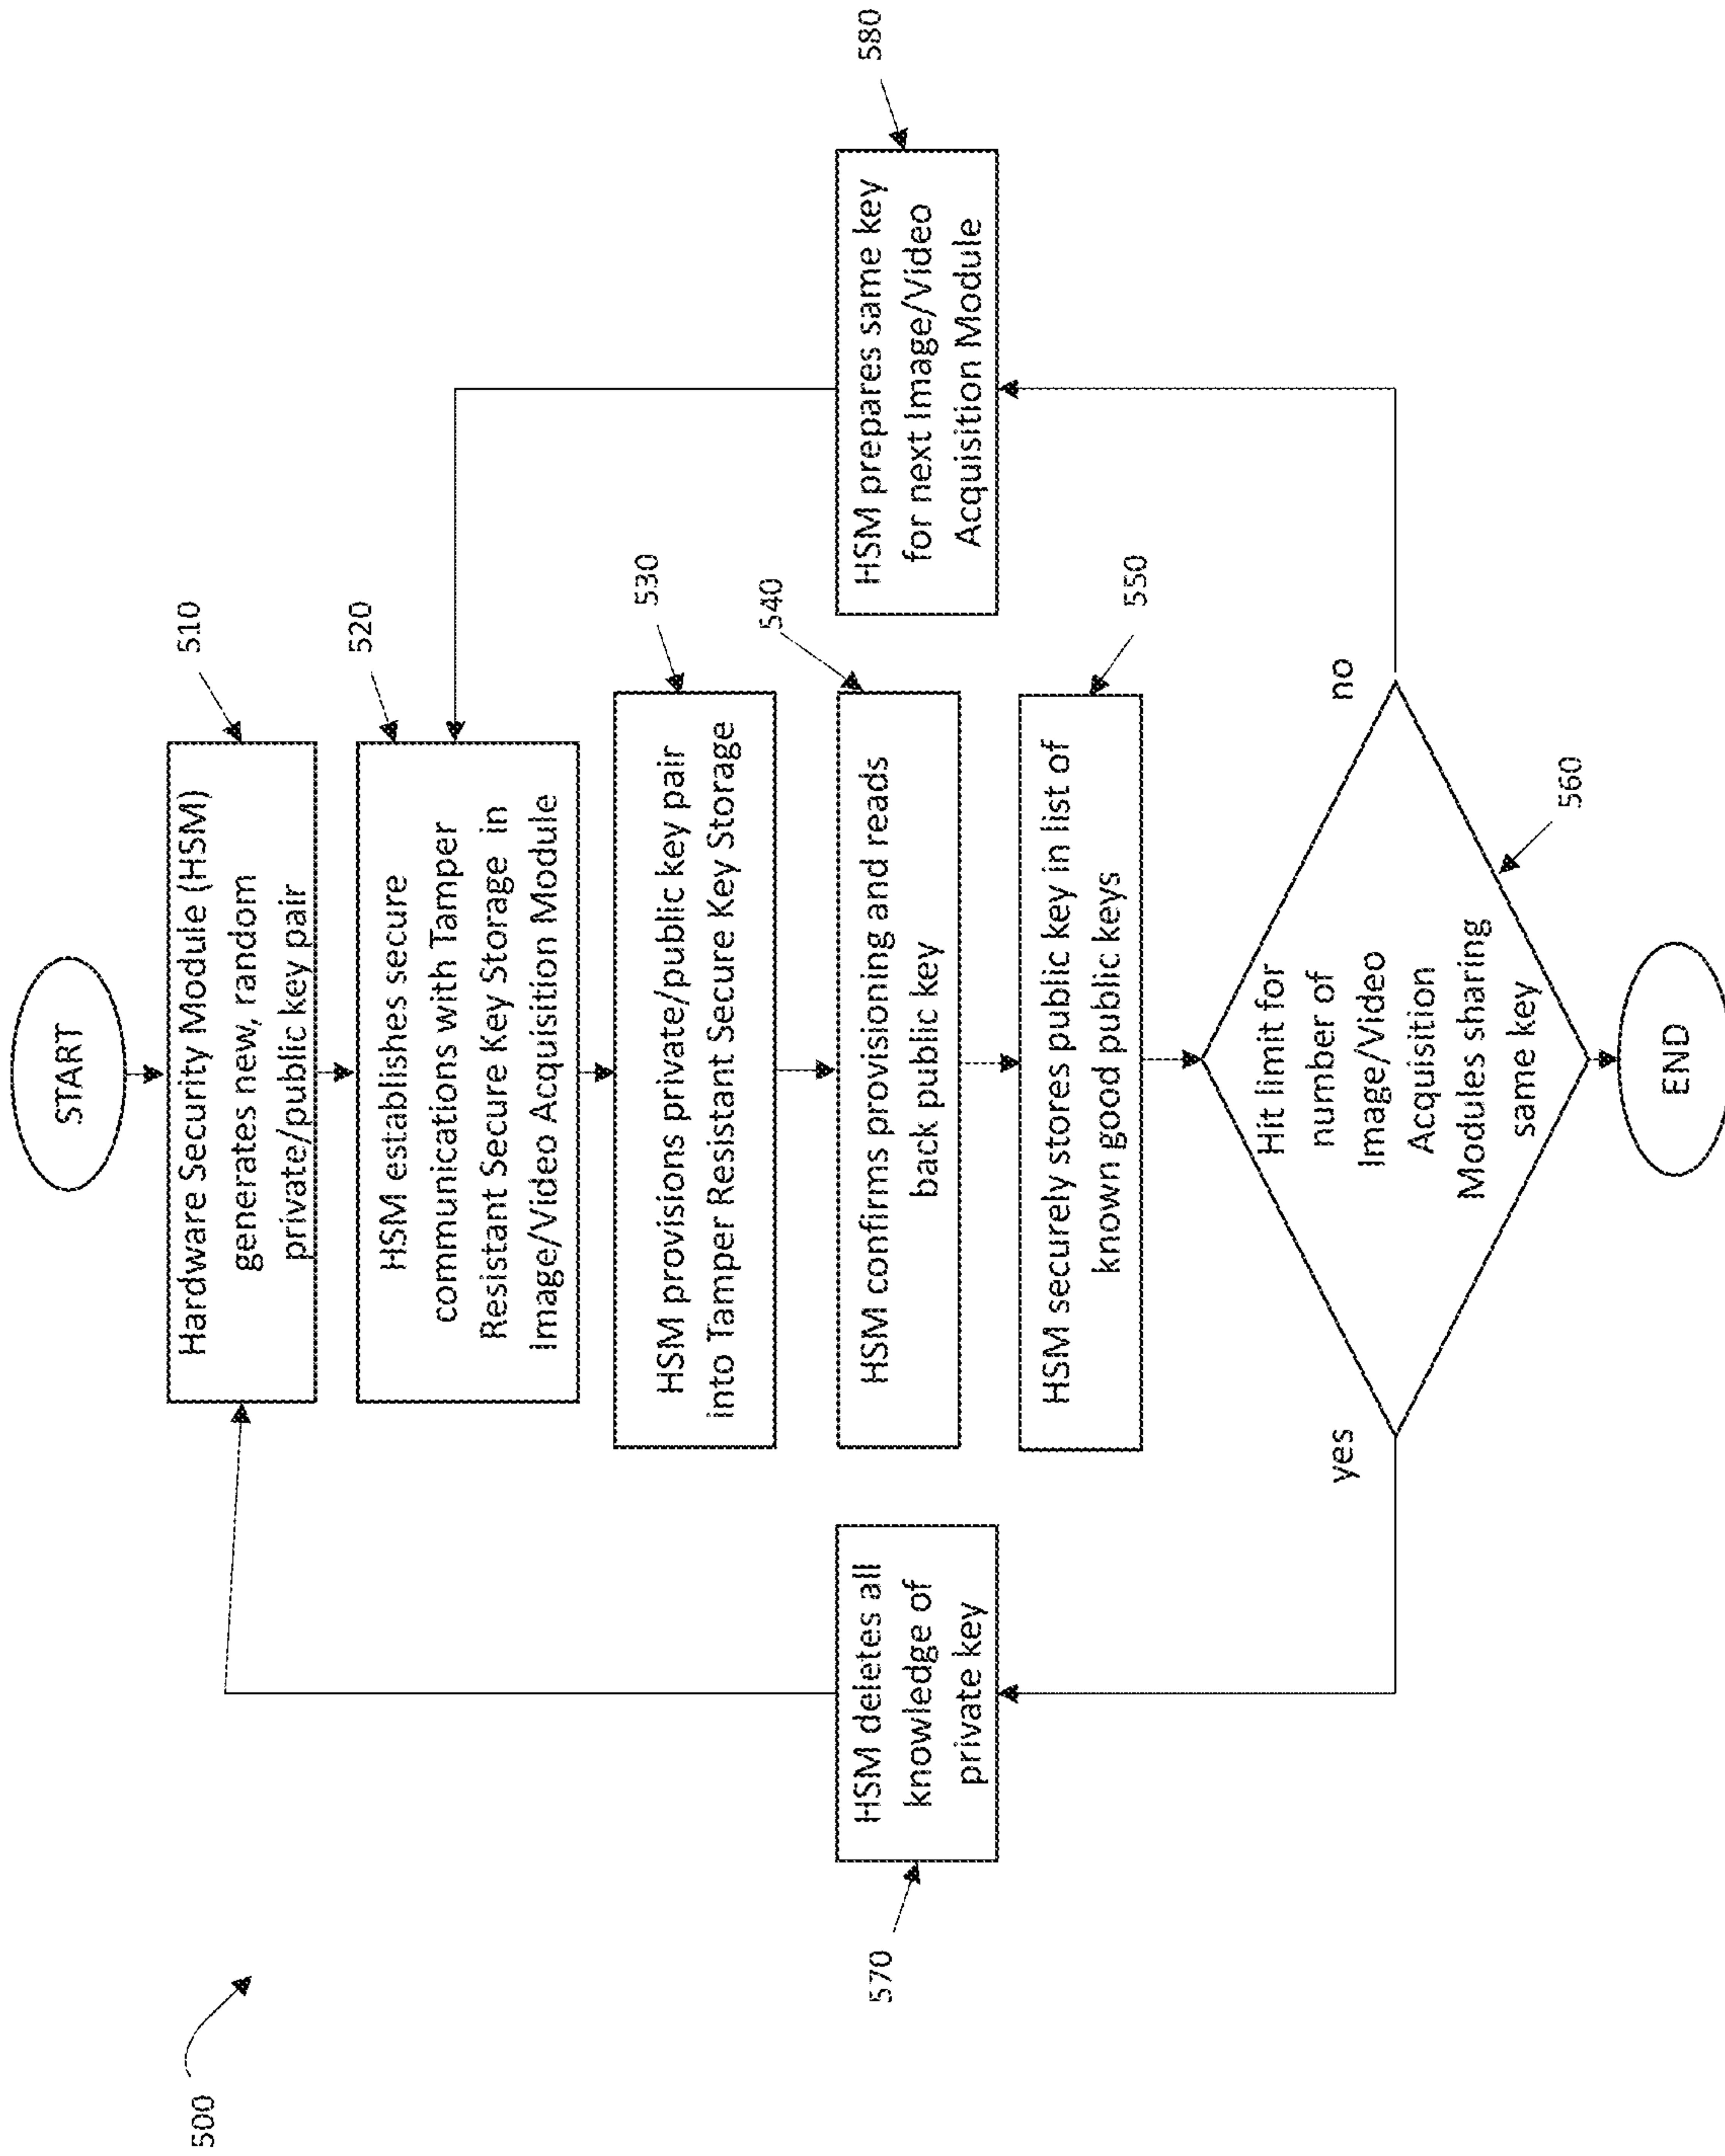 500
START
510
Hardware Security Module (HSM)
generates new, random
private/public key pair
520
HSM establishes secure
communications with Tamper
Resistant Secure Key Storage in
Image/Video Acquisition Module
530
HSM provisions private/public key pair
into Tamper Resistant Secure Key Storage
540
HSM confirms provisioning and reads
back public key
550
HSM securely stores public key in list of
known good public keys
560
Hit limit for
number of
Image/Video
Acquisition
Modules sharing
same key
yes
no
570
HSM deletes all
knowledge of
private key
580
HSM prepares same key
for next Image/Video
Acquisition Module
END